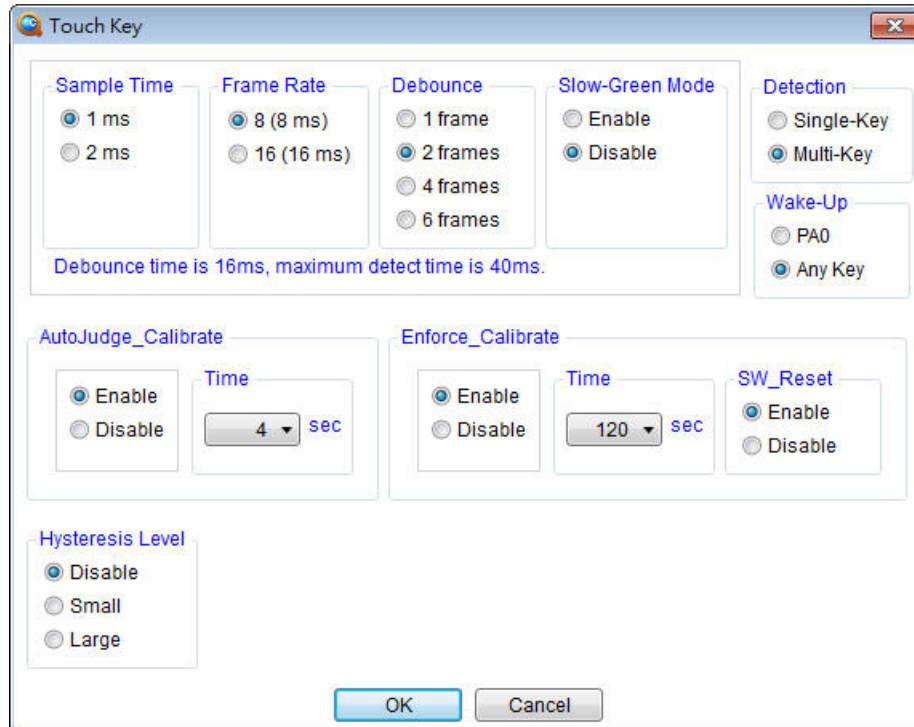 Touch Key
Sample Time
1 ms
2 ms
Frame Rate
8 (8 ms)
16 (16 ms)
Debounce
1 frame
2 frames
4 frames
6 frames
Slow-Green Mode
Enable
Disable
Debounce time is 16ms, maximum detect time is 40ms.
Detection
Single-Key
Multi-Key
Wake-Up
PA0
Any Key
AutoJudge_Calibrate
Enable
Disable
Time
4 sec
Enforce_Calibrate
Enable
Disable
Time
120 sec
SW_Reset
Enable
Disable
Hysteresis Level
Disable
Small
Large
OK
Cancel